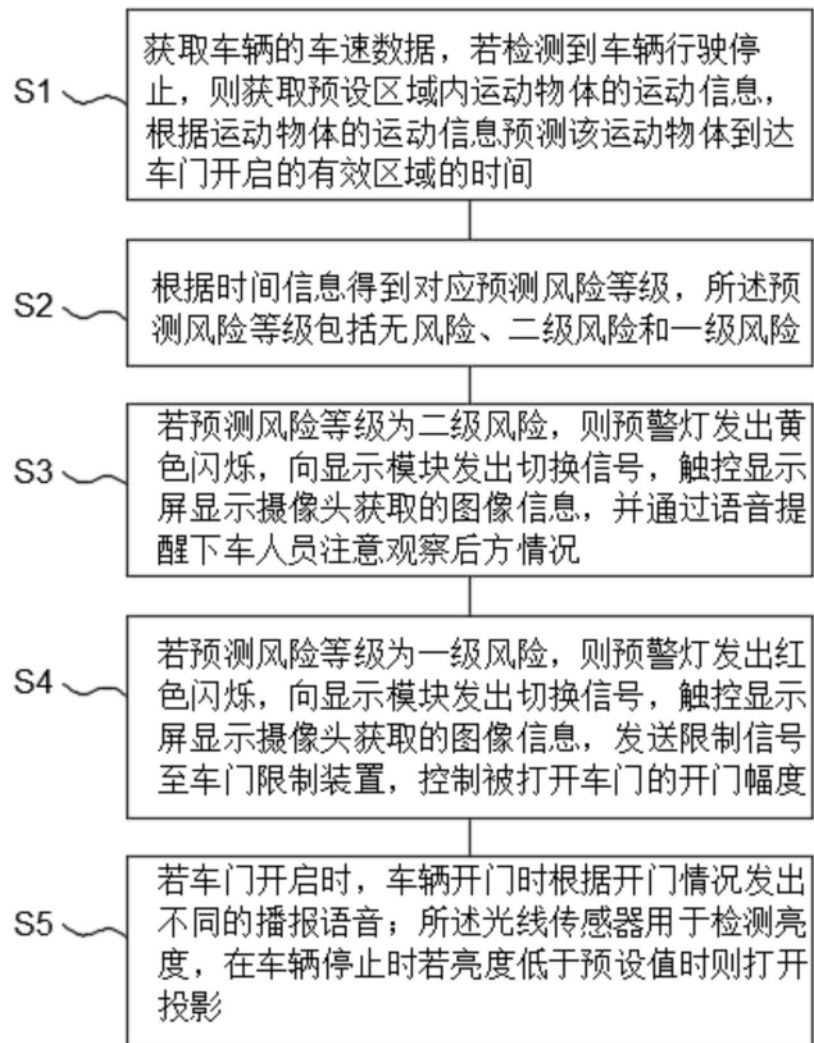 S1
获取车辆的车速数据，若检测到车辆行驶停
止，则获取预设区域内运动物体的运动信息，
根据运动物体的运动信息预测该运动物体到达
车门开启的有效区域的时间
S2
根据时间信息得到对应预测风险等级，所述预
测风险等级包括无风险、二级风险和一级风险
S3
若预测风险等级为二级风险，则预警灯发出黄
色闪烁，向显示模块发出切换信号，触控显示
屏显示摄像头获取的图像信息，并通过语音提
醒下车人员注意观察后方情况
S4
若预测风险等级为一级风险，则预警灯发出红
色闪烁，向显示模块发出切换信号，触控显示
屏显示摄像头获取的图像信息，发送限制信号
至车门限制装置，控制被打开车门的开门幅度
S5
若车门开启时，车辆开门时根据开门情况发出
不同的播报语音；所述光线传感器用于检测亮
度，在车辆停止时若亮度低于预设值时则打开
投影